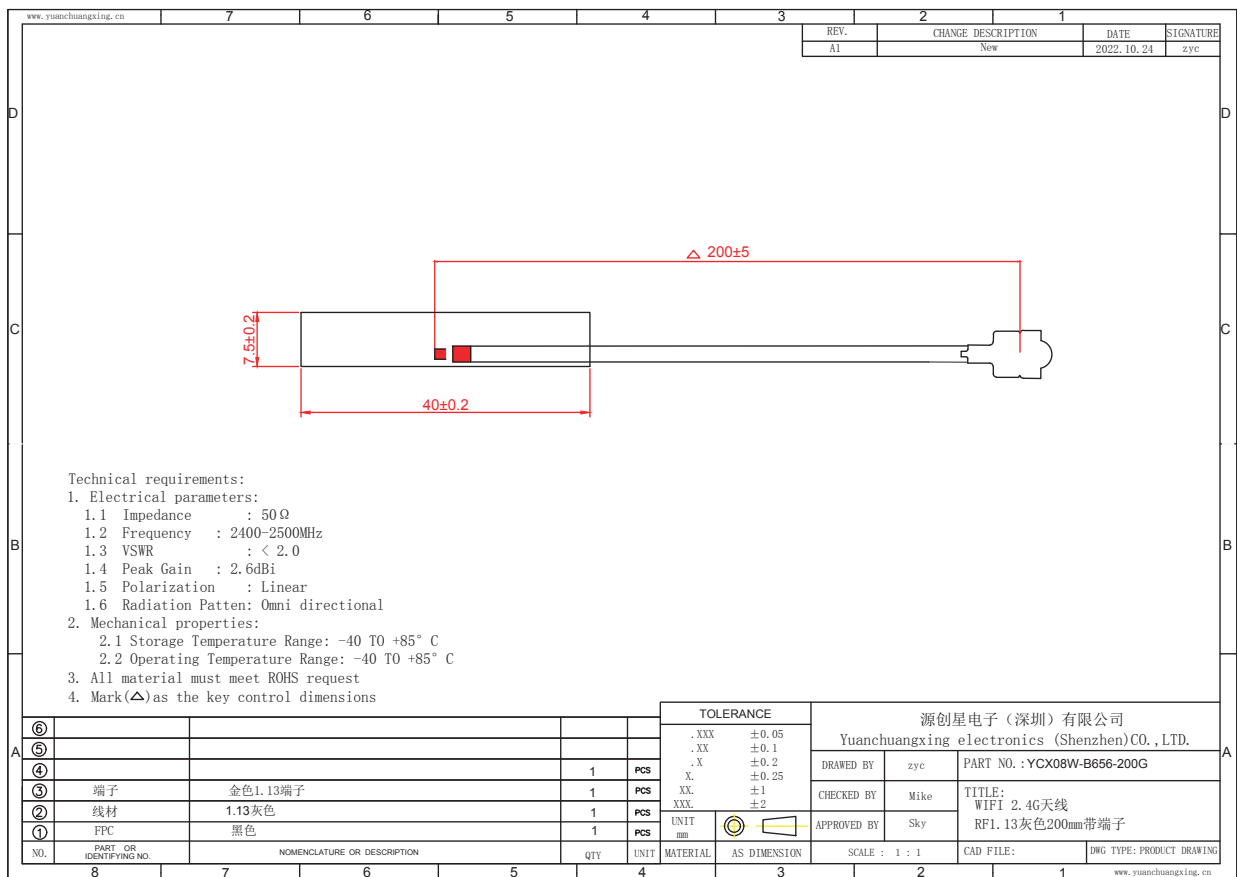 www.yuanchuangxing.cn 7 6 5 4 3 2 1
REV. CHANGE DESCRIPTION DATE SIGNATURE
A1 New 2022.10.24 zyc
D D
△ 200±5
C C
7.5±0.2
40±0.2
Technical requirements:
1. Electrical parameters:
1.1 Impedance : 50Ω
1.2 Frequency : 2400-2500MHz
1.3 VSWR : < 2.0
1.4 Peak Gain : 2.6dBi
1.5 Polarization : Linear
1.6 Radiation Patten: Omni directional
2. Mechanical properties:
2.1 Storage Temperature Range: -40 TO +85° C
2.2 Operating Temperature Range: -40 TO +85° C
3. All material must meet ROHS request
4. Mark(△)as the key control dimensions
B B
A A
⑥
⑤
④ 1 PCS
③ 端子 金色1.13端子 1 PCS
② 线材 1.13灰色 1 PCS
① FPC 黑色 1 PCS
NO. PART OR IDENTIFYING NO. NOMENCLATURE OR DESCRIPTION QTY UNIT
TOLERANCE
.XXX ±0.05
.XX ±0.1
.X ±0.2
X. ±0.25
XX. ±1
XXX. ±2
UNIT
mm
MATERIAL AS DIMENSION
源创星电子（深圳）有限公司
Yuanchuangxing electronics (Shenzhen)CO.,LTD.
DRAWED BY zyc PART NO.:YCX08W-B656-200G
CHECKED BY Mike TITLE:
WIFI 2.4G天线
APPROVED BY Sky RF1.13灰色200mm带端子
SCALE : 1 : 1 CAD FILE: DWG TYPE: PRODUCT DRAWING
8 7 6 5 4 3 2 1 www.yuanchuangxing.cn